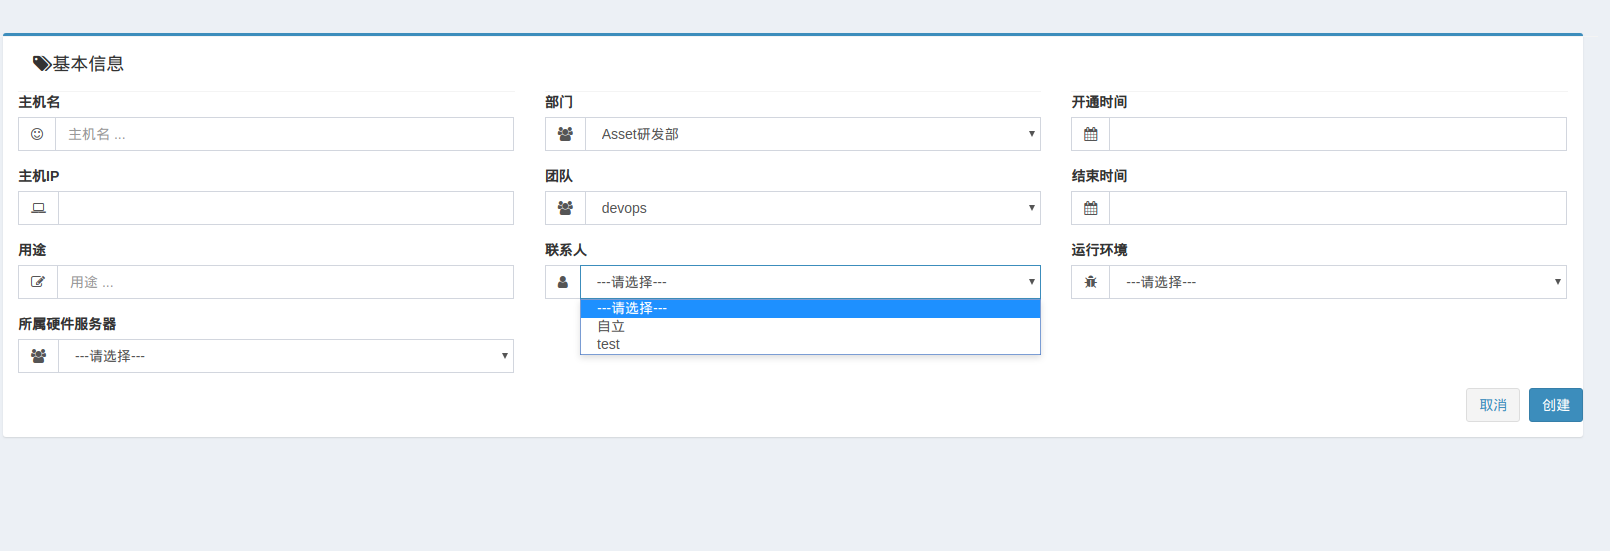 基本信息
主机名
部门
开通时间
主机名 ...
Asset研发部
主机IP
团队
结束时间
devops
用途
联系人
运行环境
用途 ...
---请选择---
---请选择---
---请选择---
自立
test
所属硬件服务器
---请选择---
取消
创建